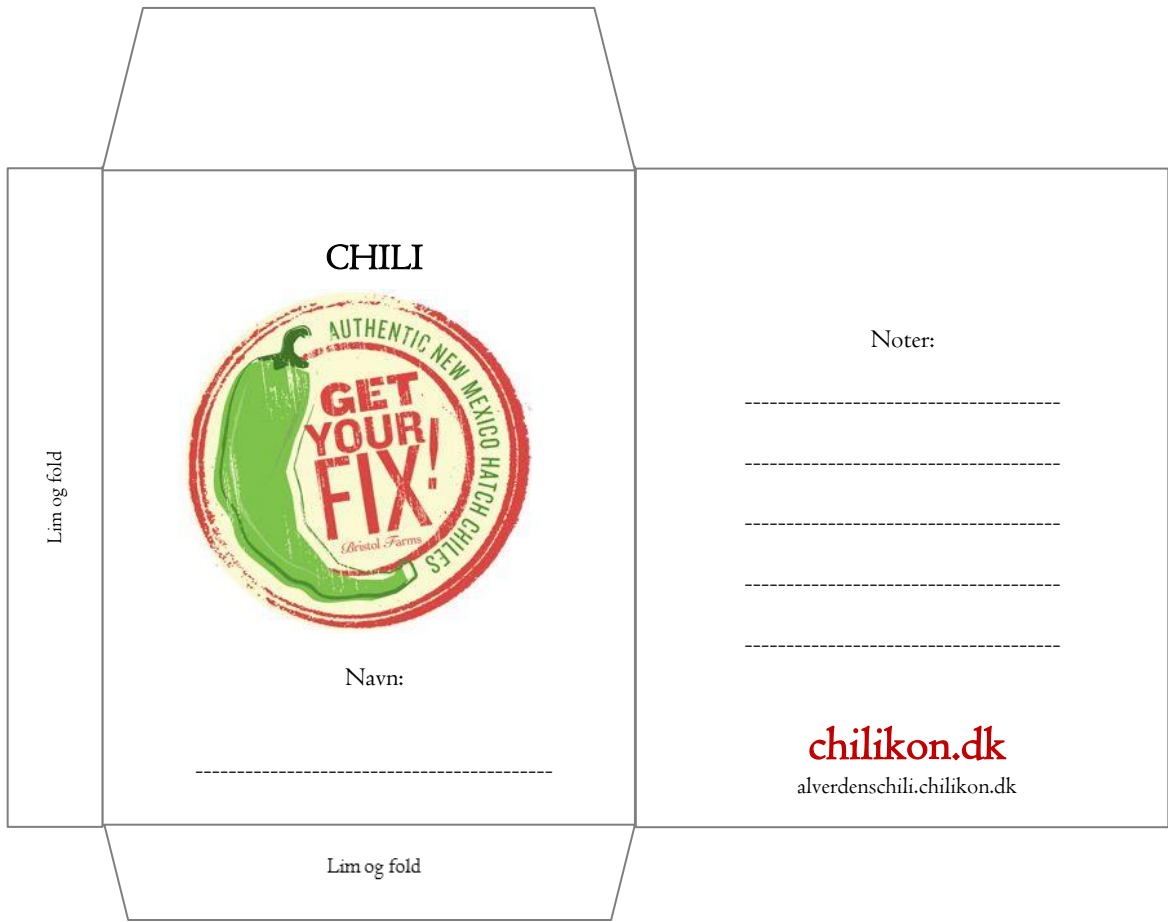 Lim og fold
CHILI
AUTHENTIC NEW MEXICO HATCH CHILES
GET
YOUR
FIX!
Bristol Farms
Navn:
Lim og fold
Noter:
chilikon.dk
alverdenschili.chilikon.dk